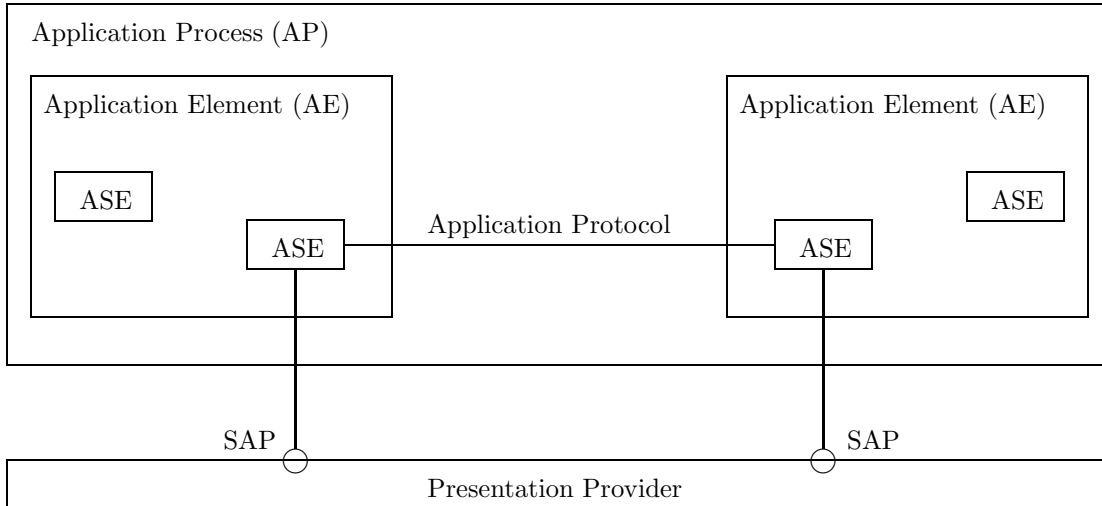 Application Process (AP)
Application Element (AE)
Application Element (AE)
ASE
ASE
Application Protocol
ASE
ASE
SAP
SAP
Presentation Provider